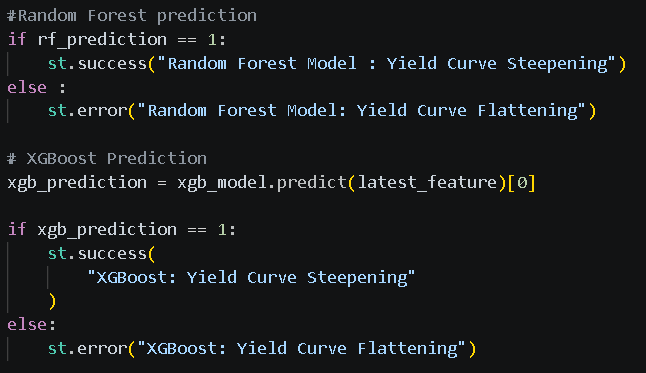 #Random Forest prediction
if rf_prediction == 1:
    st.success("Random Forest Model : Yield Curve Steepening")
else :
    st.error("Random Forest Model: Yield Curve Flattening")

# XGBoost Prediction
xgb_prediction = xgb_model.predict(latest_feature)[0]

if xgb_prediction == 1:
    st.success(
        "XGBoost: Yield Curve Steepening"
    )
else:
    st.error("XGBoost: Yield Curve Flattening")